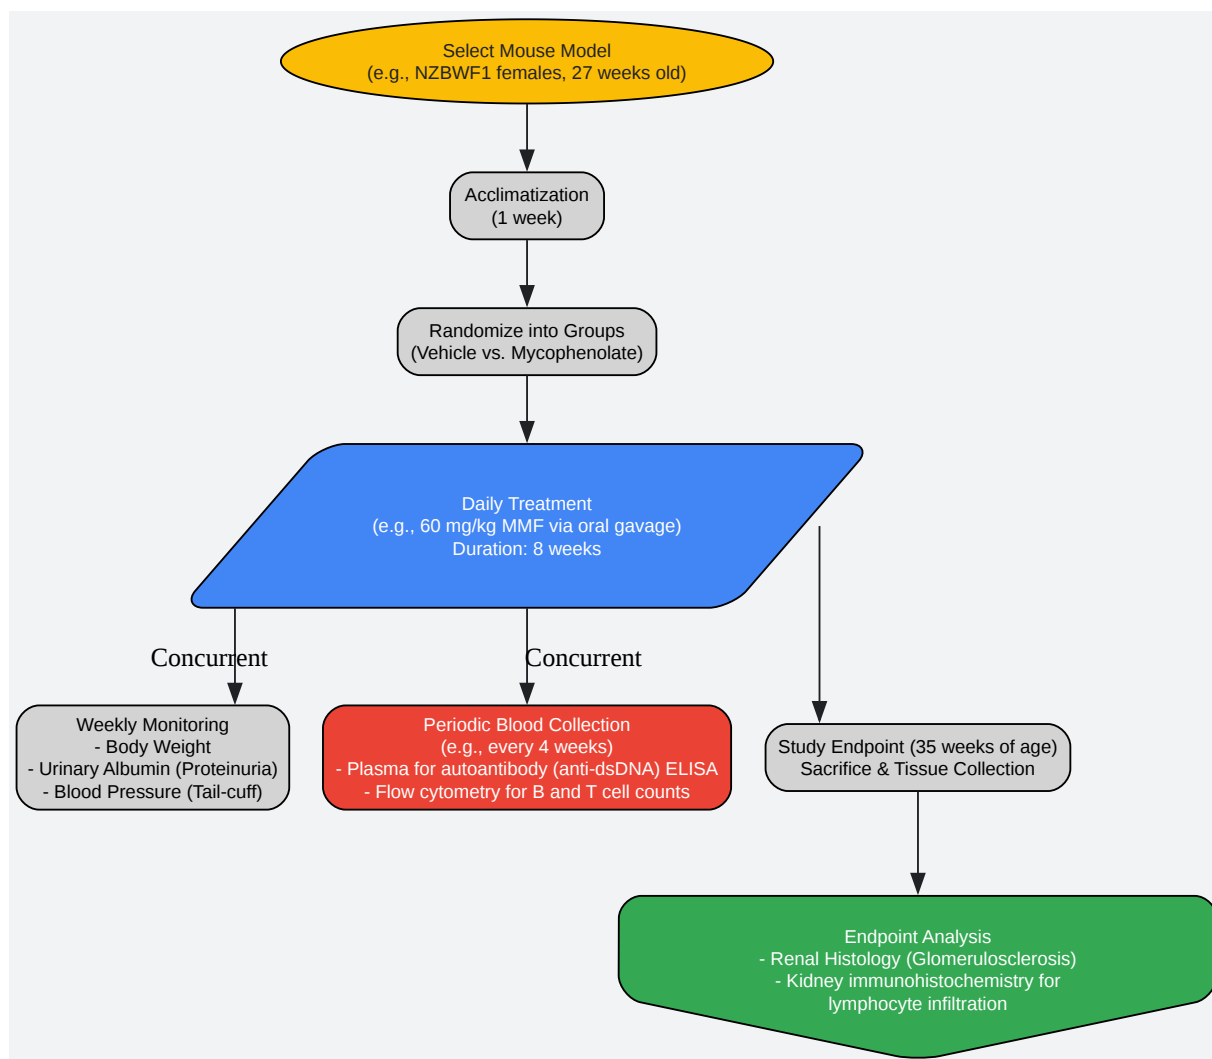 Select Mouse Model
(e.g., NZBWF1 females, 27 weeks old)
Acclimatization
(1 week)
Randomize into Groups
(Vehicle vs. Mycophenolate)
Daily Treatment
(e.g., 60 mg/kg MMF via oral gavage)
Duration: 8 weeks
Concurrent
Concurrent
Weekly Monitoring
- Body Weight
- Urinary Albumin (Proteinuria)
- Blood Pressure (Tail-cuff)
Periodic Blood Collection
(e.g., every 4 weeks)
- Plasma for autoantibody (anti-dsDNA) ELISA
- Flow cytometry for B and T cell counts
Study Endpoint (35 weeks of age)
Sacrifice & Tissue Collection
Endpoint Analysis
- Renal Histology (Glomerulosclerosis)
- Kidney immunohistochemistry for
lymphocyte infiltration